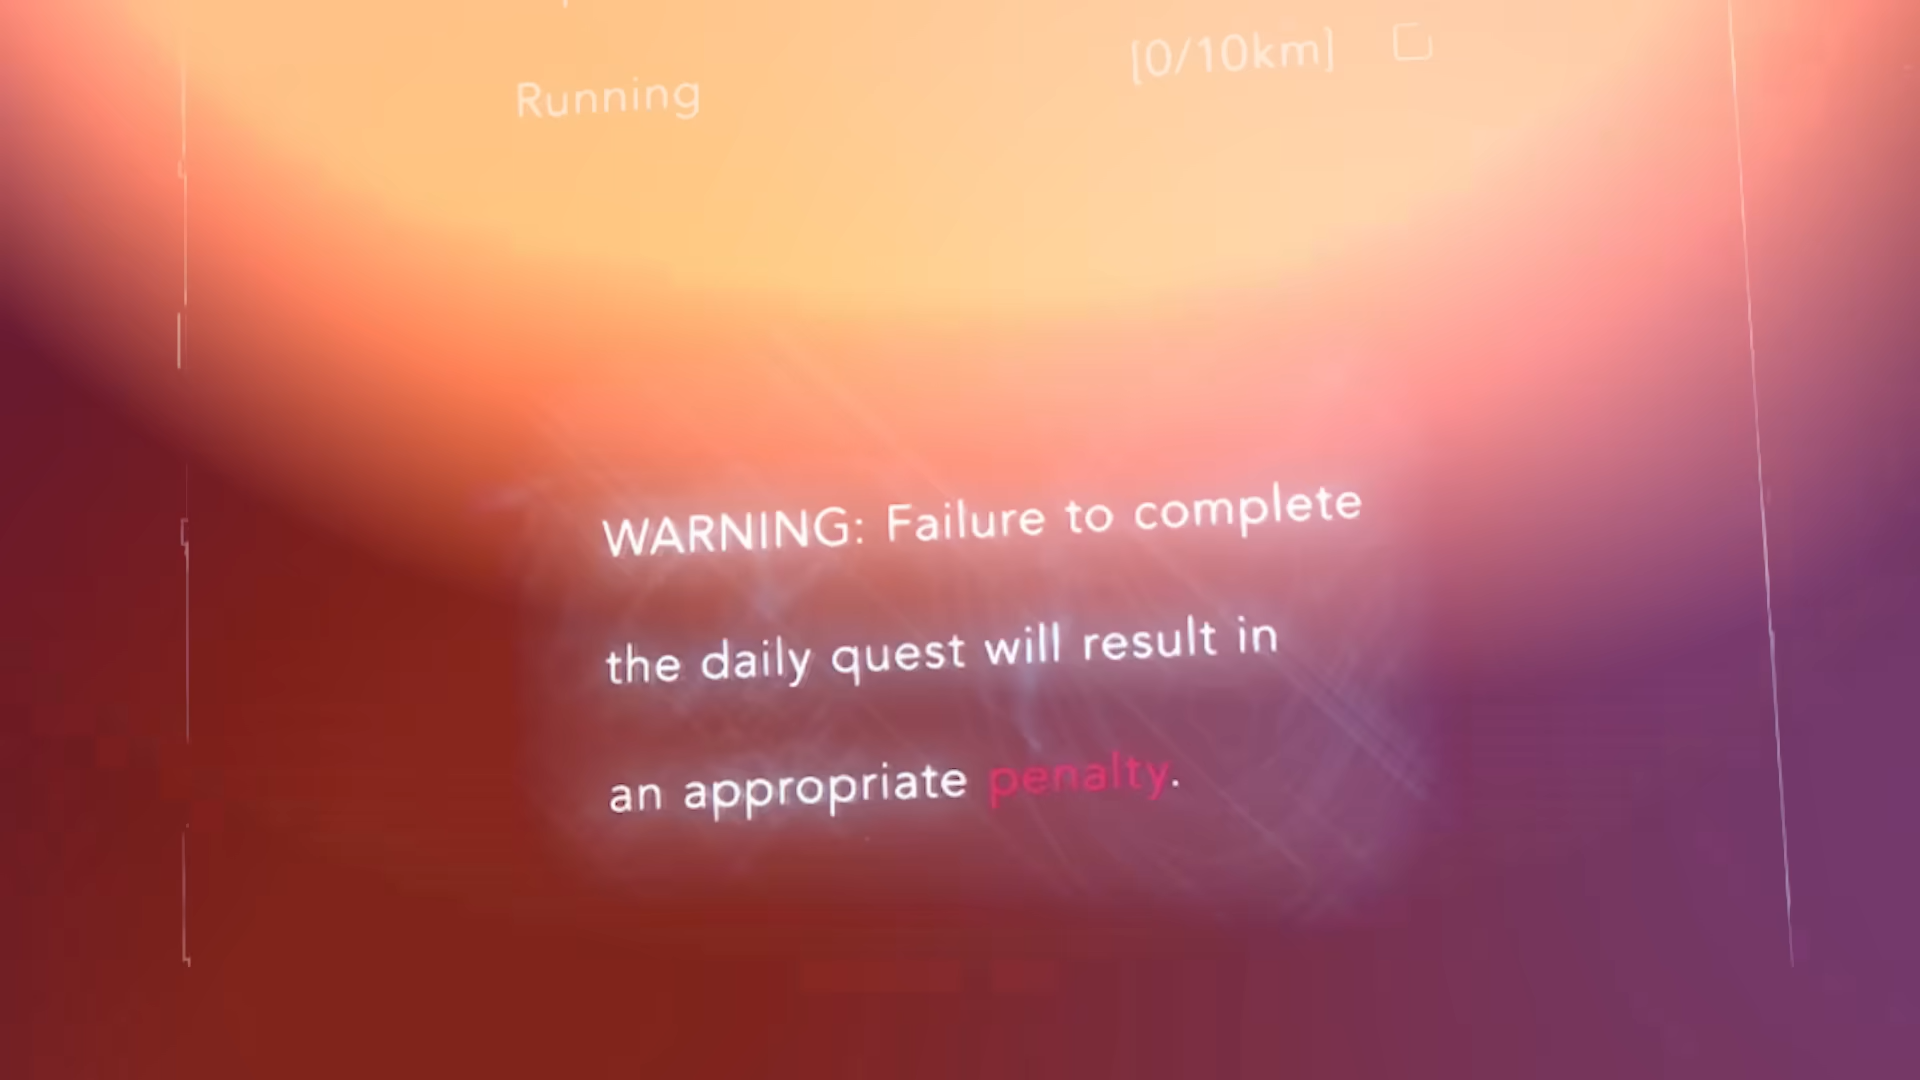 Running [0/10km]
WARNING: Failure to complete
the daily quest will result in
an appropriate penalty.